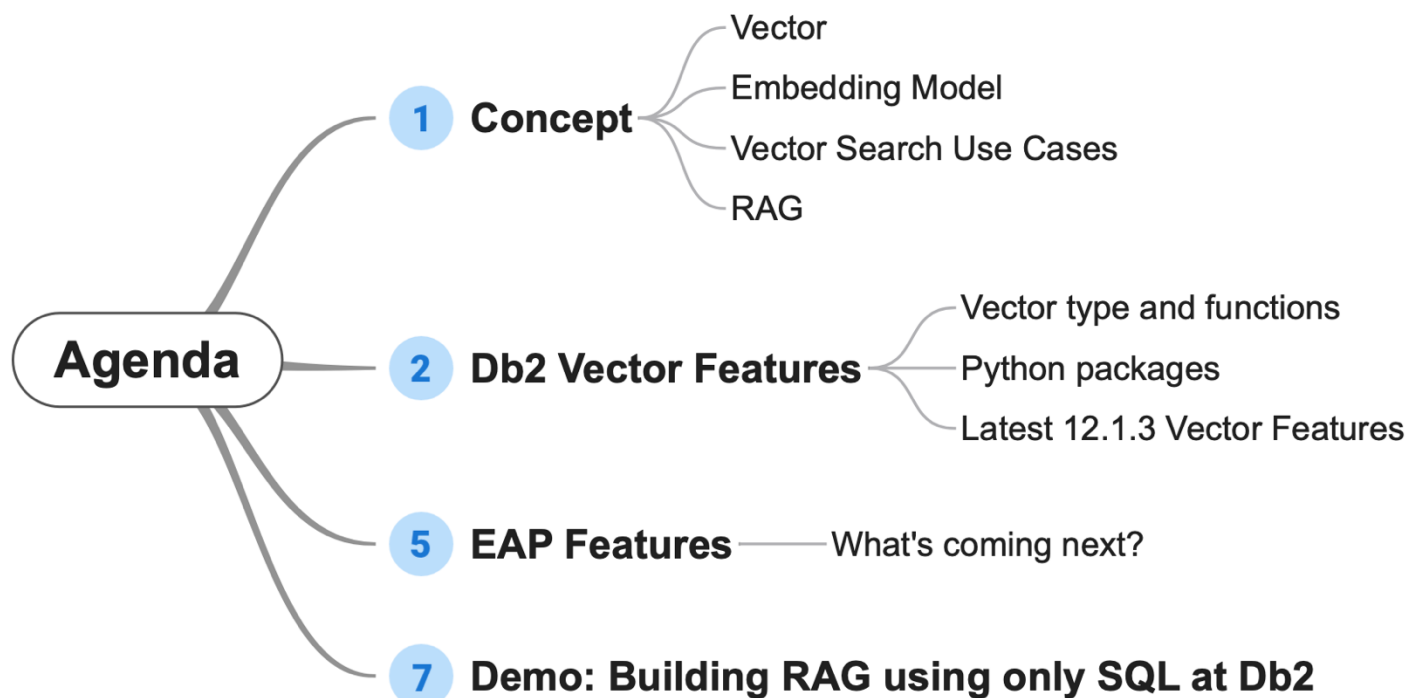 Agenda
1 Concept
Vector
Embedding Model
Vector Search Use Cases
RAG
2 Db2 Vector Features
Vector type and functions
Python packages
Latest 12.1.3 Vector Features
5 EAP Features
What's coming next?
7 Demo: Building RAG using only SQL at Db2